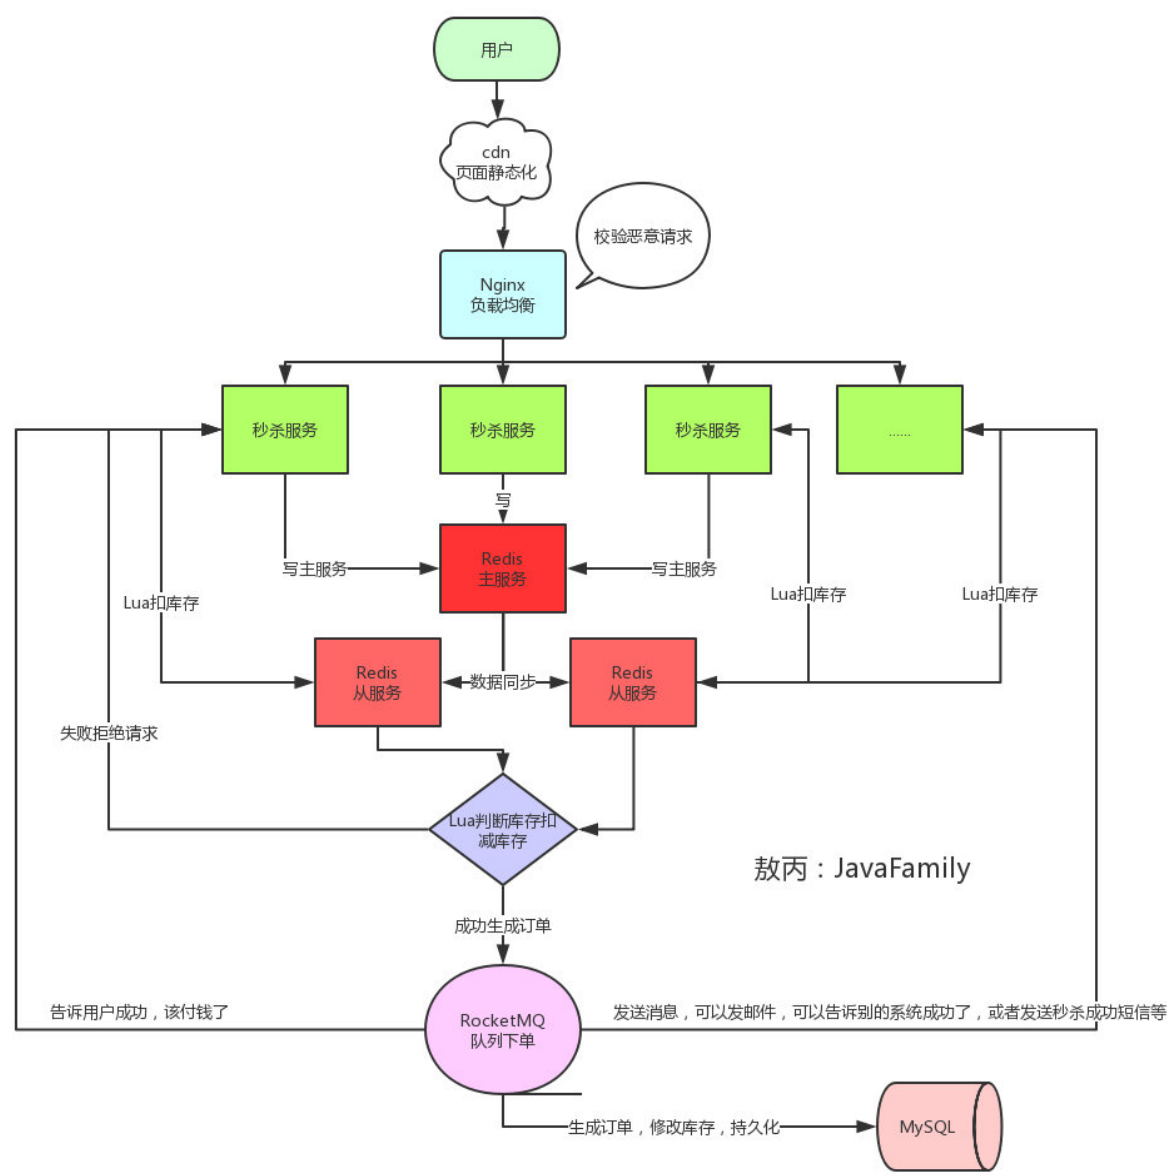 用户
cdn
页面静态化
校验恶意请求
Nginx
负载均衡
秒杀服务
秒杀服务
秒杀服务
......
写
Redis
主服务
写主服务
写主服务
Lua扣库存
Lua扣库存
Lua扣库存
Redis
从服务
数据同步
Redis
从服务
失败拒绝请求
Lua判断库存扣
减库存
敖丙：JavaFamily
成功生成订单
告诉用户成功，该付钱了
RocketMQ
队列下单
发送消息，可以发邮件，可以告诉别的系统成功了，或者发送秒杀成功短信等
生成订单，修改库存，持久化
MySQL